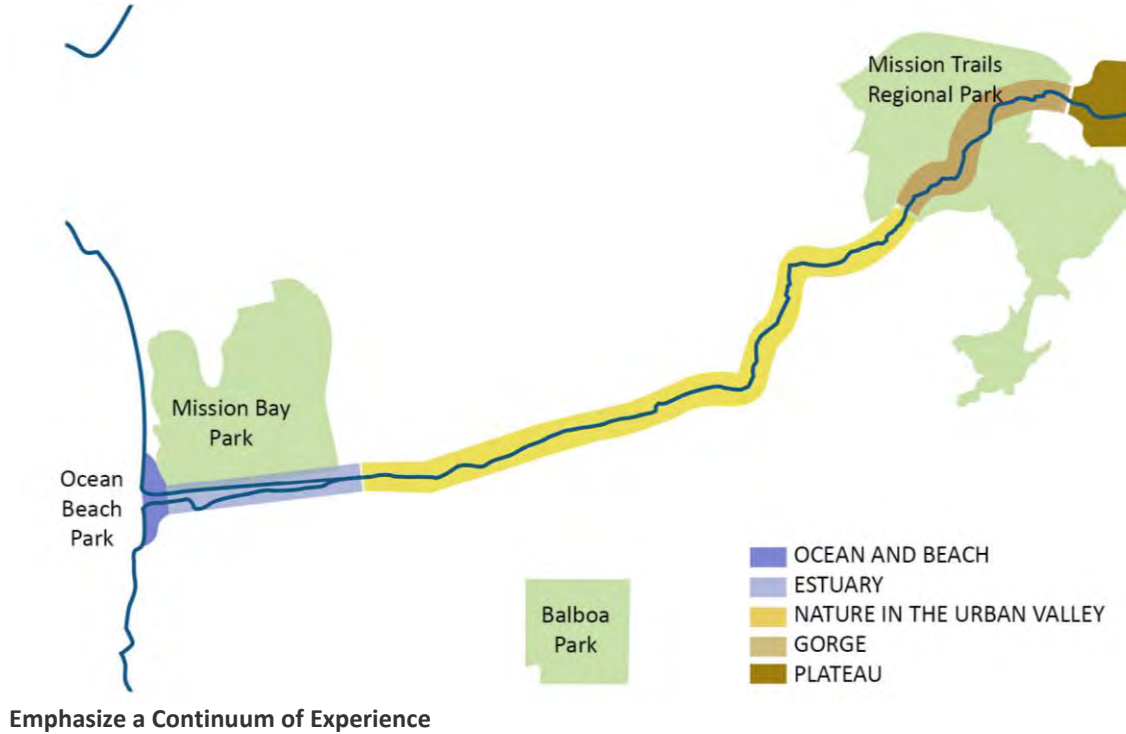 Mission Trails
Regional Park
Mission Bay
Park
Ocean
Beach
Park
Balboa
Park
OCEAN AND BEACH
ESTUARY
NATURE IN THE URBAN VALLEY
GORGE
PLATEAU
Emphasize a Continuum of Experience